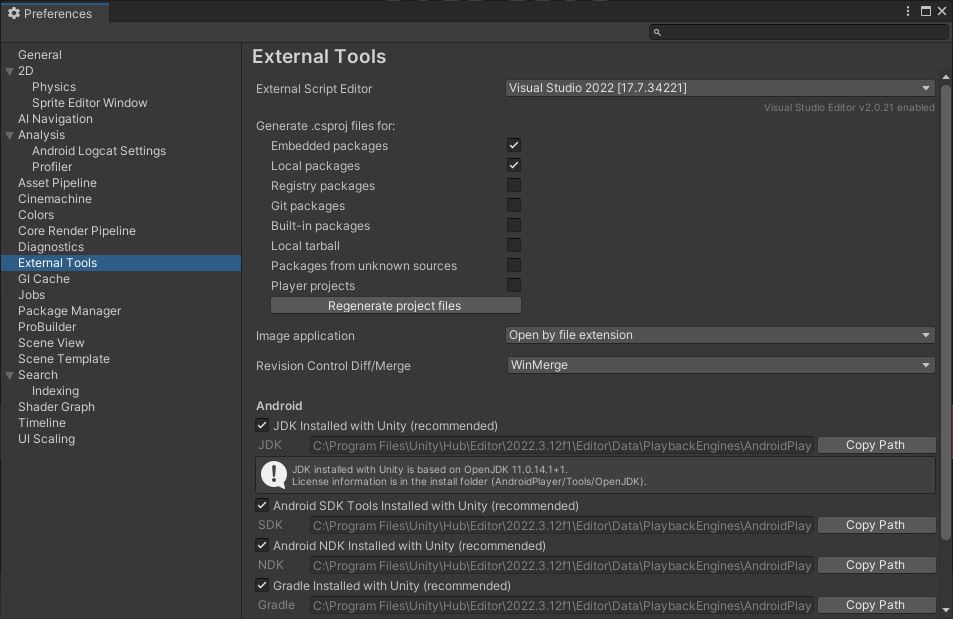 Preferences
General
2D
Physics
Sprite Editor Window
AI Navigation
Analysis
Android Logcat Settings
Profiler
Asset Pipeline
Cinemachine
Colors
Core Render Pipeline
Diagnostics
External Tools
GI Cache
Jobs
Package Manager
ProBuilder
Scene View
Scene Template
Search
Indexing
Shader Graph
Timeline
UI Scaling
External Tools
External Script Editor Visual Studio 2022 [17.7.34221]
Visual Studio Editor v2.0.21 enabled
Generate .csproj files for:
Embedded packages
Local packages
Registry packages
Git packages
Built-in packages
Local tarball
Packages from unknown sources
Player projects
Regenerate project files
Image application Open by file extension
Revision Control Diff/Merge WinMerge
Android
JDK Installed with Unity (recommended)
JDK C:\Program Files\Unity\Hub\Editor\2022.3.12f1\Editor\Data\PlaybackEngines\AndroidPlay Copy Path
JDK installed with Unity is based on OpenJDK 11.0.14.1+1.
License information is in the install folder (AndroidPlayer/Tools/OpenJDK).
Android SDK Tools Installed with Unity (recommended)
SDK C:\Program Files\Unity\Hub\Editor\2022.3.12f1\Editor\Data\PlaybackEngines\AndroidPlay Copy Path
Android NDK Installed with Unity (recommended)
NDK C:\Program Files\Unity\Hub\Editor\2022.3.12f1\Editor\Data\PlaybackEngines\AndroidPlay Copy Path
Gradle Installed with Unity (recommended)
Gradle C:\Program Files\Unity\Hub\Editor\2022.3.12f1\Editor\Data\PlaybackEngines\AndroidPlay Copy Path